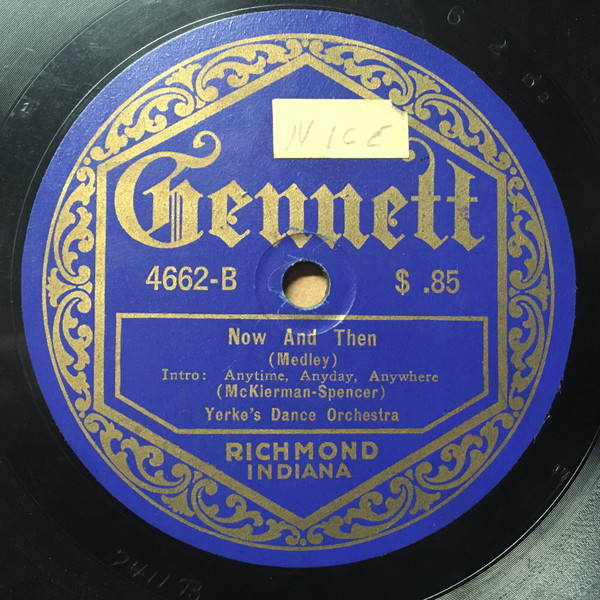 NICE
Gennett
4662-B $ .85
Now And Then
(Medley)
Intro: Anytime, Anyday, Anywhere
(McKierman-Spencer)
Yerke's Dance Orchestra
RICHMOND
INDIANA
7411 B